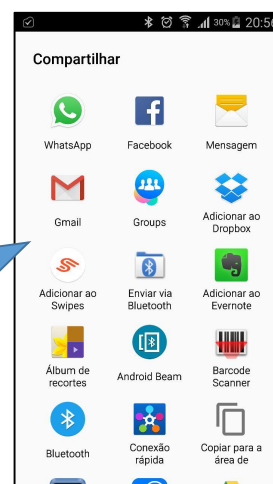 30% 20:56
Compartilhar
WhatsApp Facebook Mensagem
Gmail Groups Adicionar ao
Dropbox
Adicionar ao Enviar via Adicionar ao
Swipes Bluetooth Evernote
Álbum de Android Beam Barcode
recortes Scanner
Bluetooth Conexão Copiar para a
rápida área de